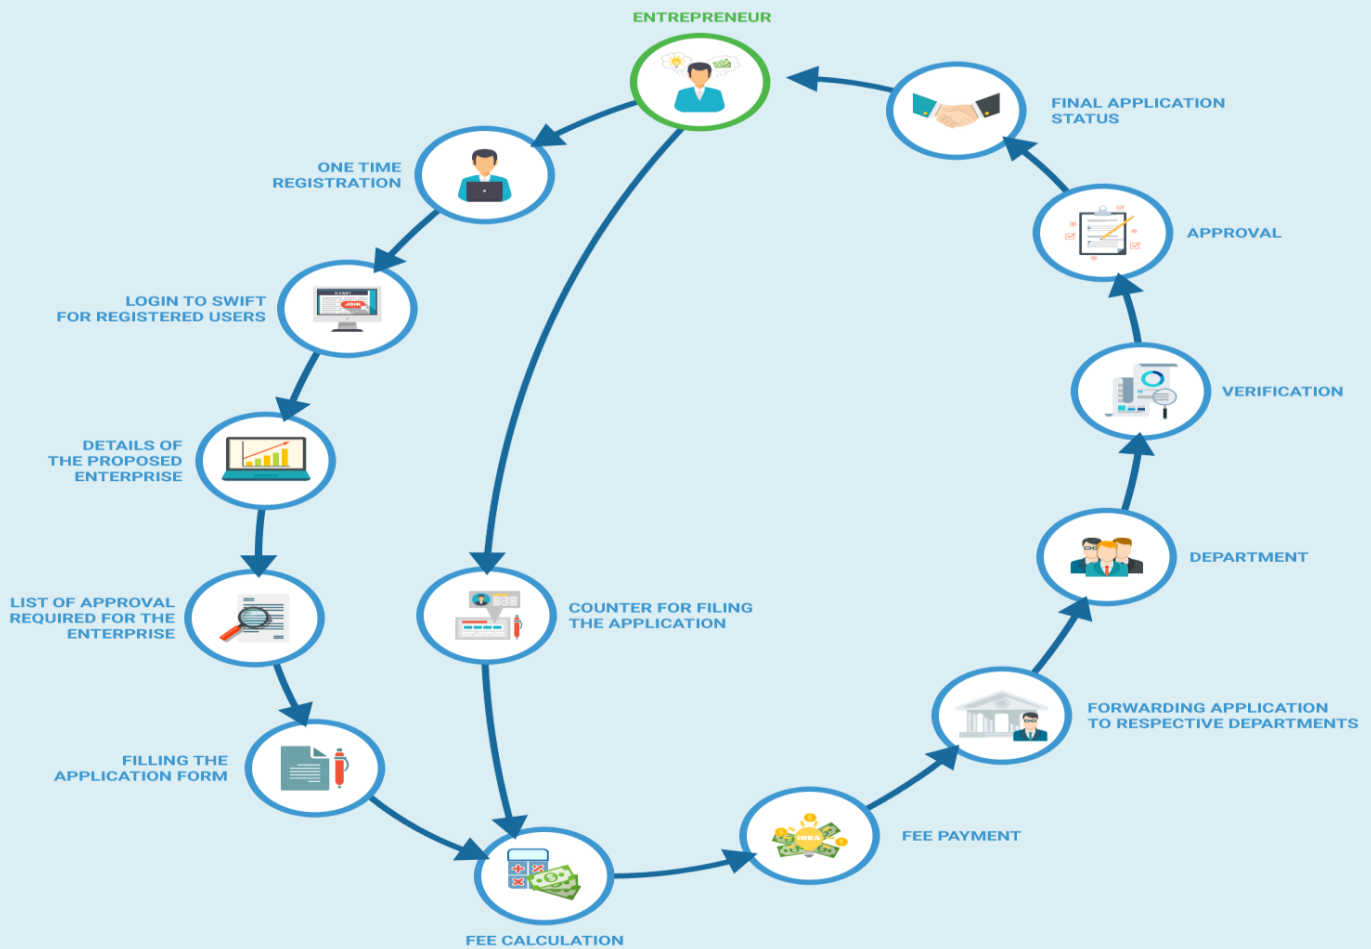 ENTREPRENEUR
ONE TIME
REGISTRATION
LOGIN TO SWIFT
FOR REGISTERED USERS
JOIN
DETAILS OF
THE PROPOSED
ENTERPRISE
LIST OF APPROVAL
REQUIRED FOR THE
ENTERPRISE
FILLING THE
APPLICATION FORM
COUNTER FOR FILING
THE APPLICATION
FEE CALCULATION
IDEA
FEE PAYMENT
FORWARDING APPLICATION
TO RESPECTIVE DEPARTMENTS
DEPARTMENT
VERIFICATION
APPROVAL
FINAL APPLICATION
STATUS